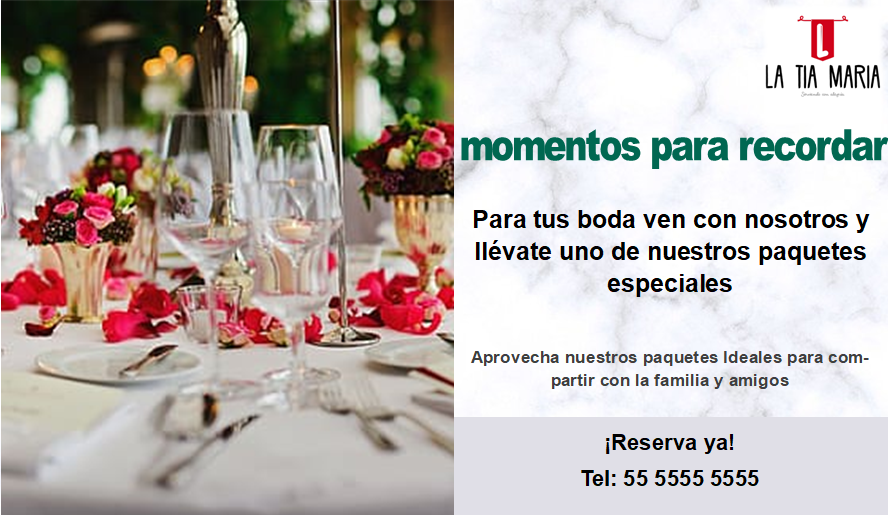 L
LA TIA MARIA
momentos para recordar
Para tus boda ven con nosotros y
llévate uno de nuestros paquetes
especiales
Aprovecha nuestros paquetes Ideales para com-
partir con la familia y amigos
¡Reserva ya!
Tel: 55 5555 5555